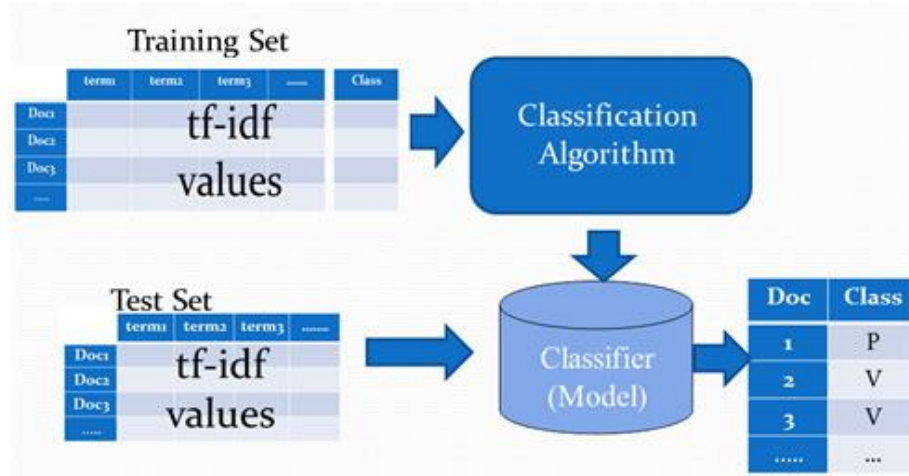 Training Set
term1 term2 term3 ...... Class
Doc1
Doc2
Doc3
....
tf-idf
values
Classification
Algorithm
Test Set
term1 term2 term3 .......
Doc1
Doc2
Doc3
.....
tf-idf
values
Classifier
(Model)
Doc Class
1 P
2 V
3 V
..... ...